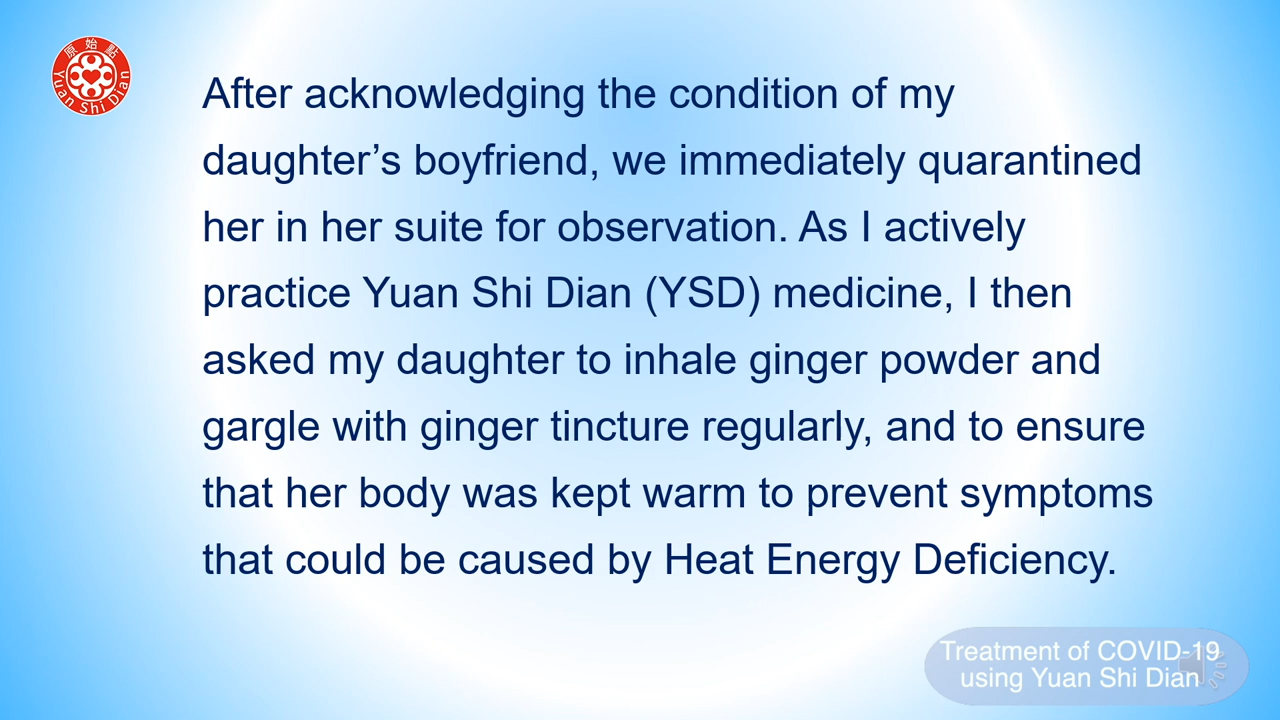 原始點
Yuan Shi Dian
After acknowledging the condition of my
daughter’s boyfriend, we immediately quarantined
her in her suite for observation. As I actively
practice Yuan Shi Dian (YSD) medicine, I then
asked my daughter to inhale ginger powder and
gargle with ginger tincture regularly, and to ensure
that her body was kept warm to prevent symptoms
that could be caused by Heat Energy Deficiency.
Treatment of COVID-19
using Yuan Shi Dian